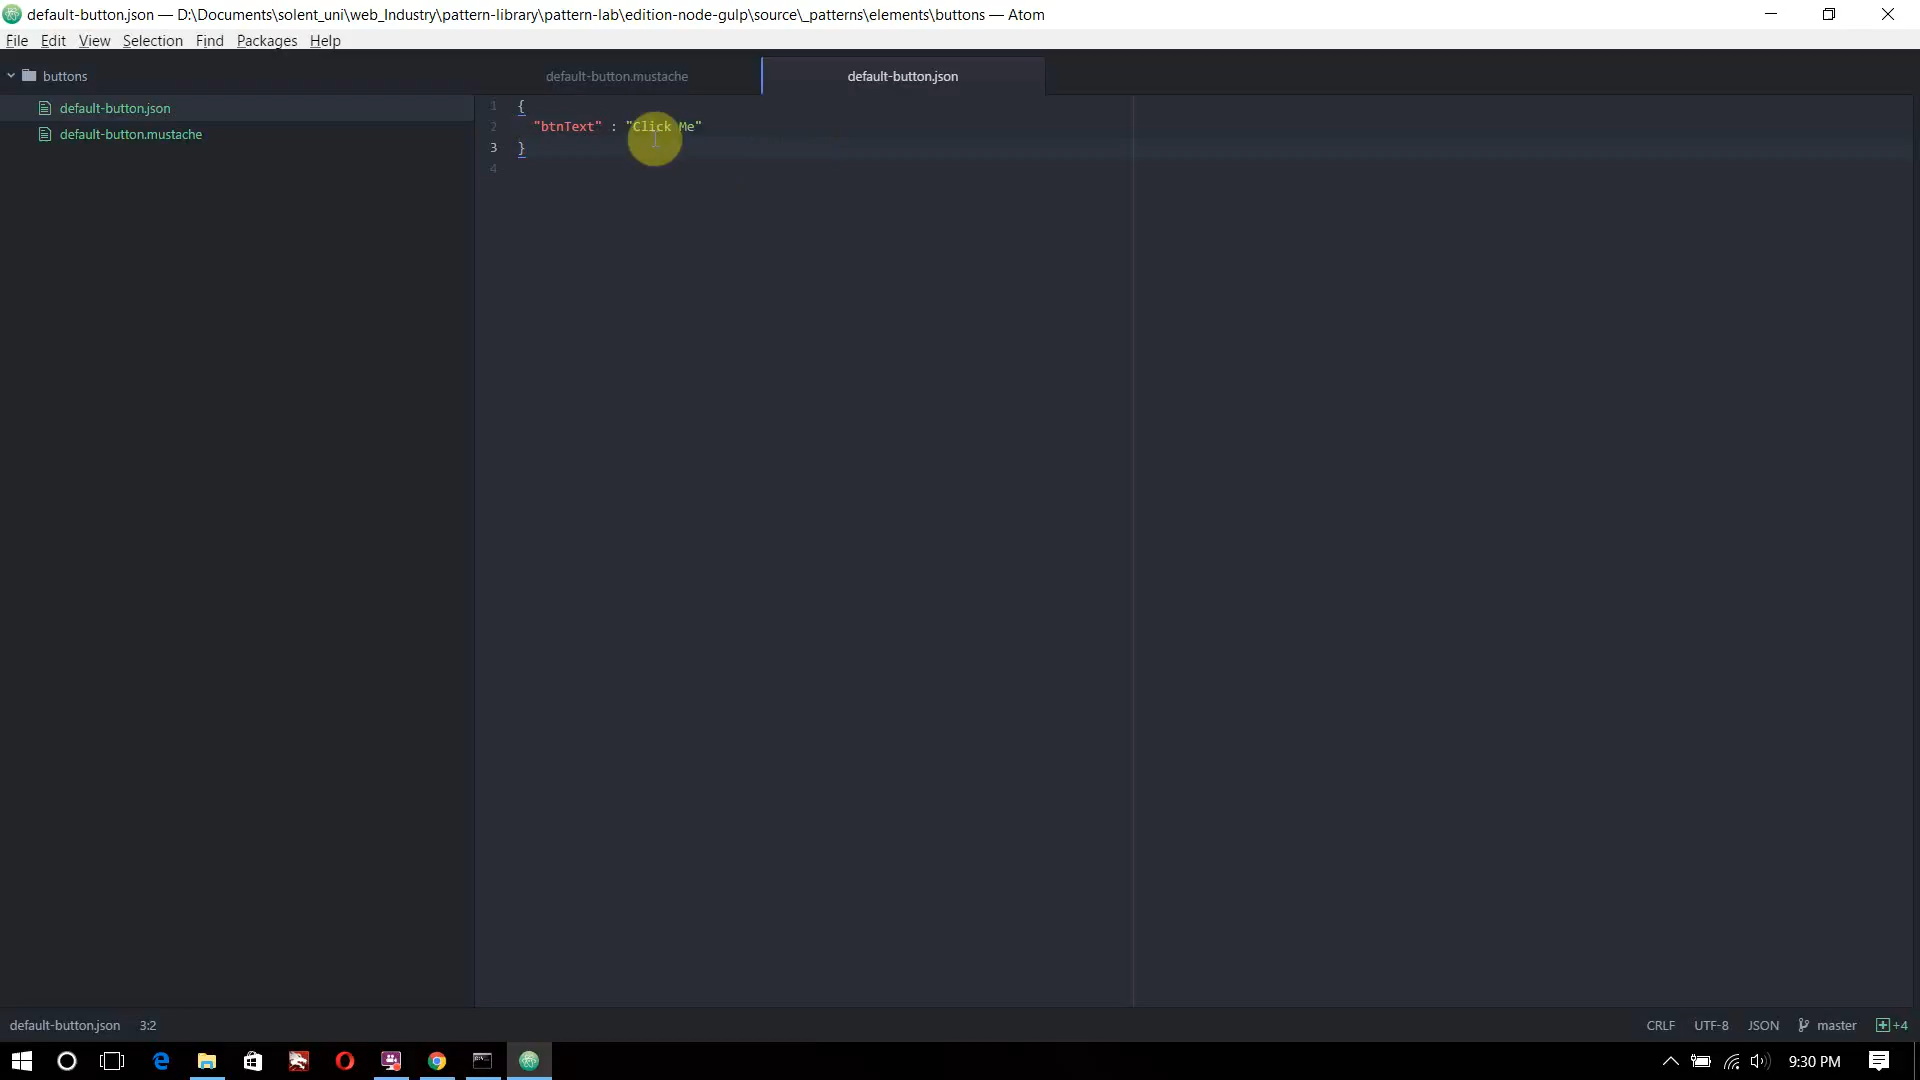 default-button.json — D:\Documents\solent_uni\web_Industry\pattern-library\pattern-lab\edition-node-gulp\source\_patterns\elements\buttons — Atom
File Edit View Selection Find Packages Help
buttons
default-button.mustache
default-button.json
default-button.json
default-button.mustache
1 {
2 "btnText" : "Click Me"
3 }
4
default-button.json 3:2
CRLF UTF-8 JSON master +4
9:30 PM